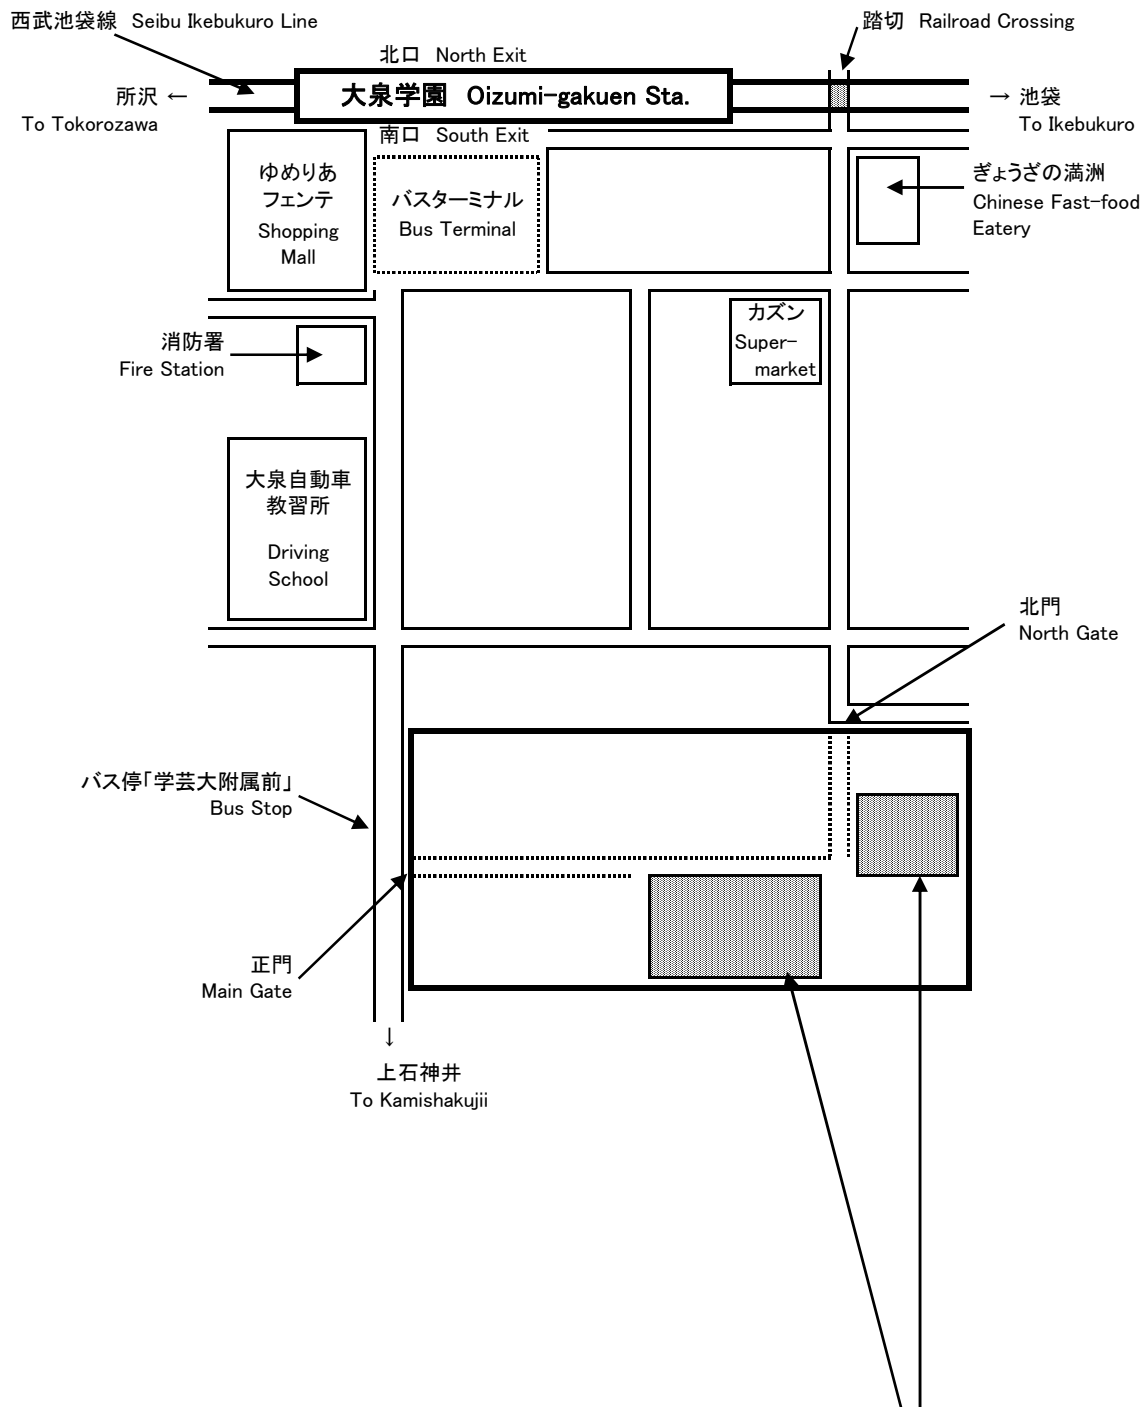 西武池袋線 Seibu Ikebukuro Line
踏切 Railroad Crossing
北口 North Exit
大泉学園 Oizumi-gakuen Sta.
所沢 ←
To Tokorozawa
→ 池袋
To Ikebukuro
南口 South Exit
ゆめりあ
フェンテ
Shopping
Mall
バスターミナル
Bus Terminal
ぎょうざの満洲
Chinese Fast-food
Eatery
カズン
Super-
market
消防署
Fire Station
大泉自動車
教習所
Driving
School
北門
North Gate
バス停「学芸大附属前」
Bus Stop
正門
Main Gate
↓
上石神井
To Kamishakujii